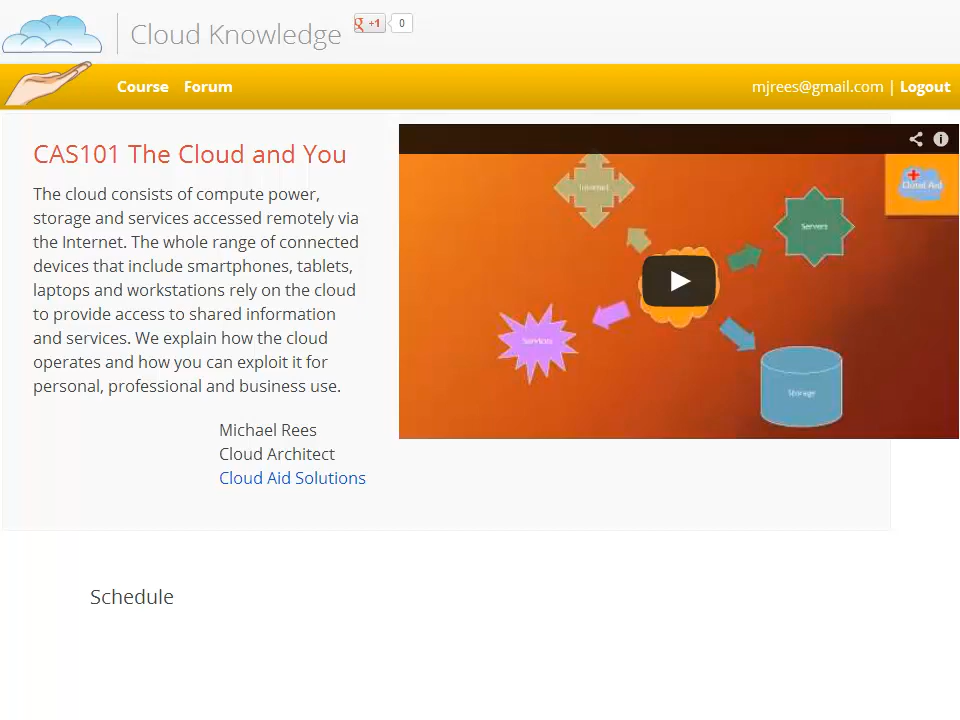 Cloud Knowledge
g +1 0
Course Forum mjrees@gmail.com | Logout
CAS101 The Cloud and You
The cloud consists of compute power,
storage and services accessed remotely via
the Internet. The whole range of connected
devices that include smartphones, tablets,
laptops and workstations rely on the cloud
to provide access to shared information
and services. We explain how the cloud
operates and how you can exploit it for
personal, professional and business use.
Michael Rees
Cloud Architect
Cloud Aid Solutions
Internet
Cloud Aid
Servers
Services
Storage
Schedule